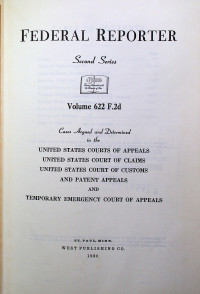 FEDERAL REPORTER
Second Series
Volume 622 F.2d
Cases Argued and Determined
in the
UNITED STATES COURTS OF APPEALS
UNITED STATES COURT OF CLAIMS
UNITED STATES COURT OF CUSTOMS
AND PATENT APPEALS
AND
TEMPORARY EMERGENCY COURT OF APPEALS
ST. PAUL, MINN.
WEST PUBLISHING CO.
1980